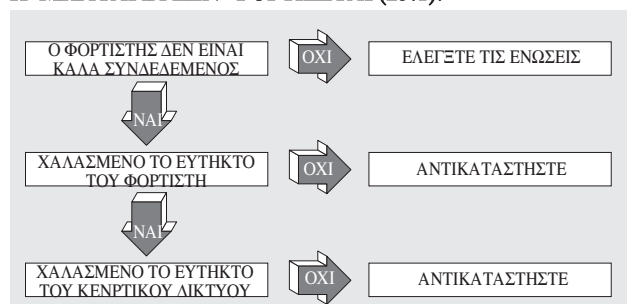 Ο ΦΟΡΤΙΣΤΗΣ ΔΕΝ ΕΙΝΑΙ
ΚΑΛΑ ΣΥΝΔΕΔΕΜΕΝΟΣ
ΟΧΙ
ΕΛΕΓΞΤΕ ΤΙΣ ΕΝΩΣΕΙΣ
ΝΑΙ
ΧΑΛΑΣΜΕΝΟ ΤΟ ΕΥΤΗΚΤΟ
ΤΟΥ ΦΟΡΤΙΣΤΗ
ΟΧΙ
ΑΝΤΙΚΑΤΑΣΤΗΣΤΕ
ΝΑΙ
ΧΑΛΑΣΜΕΝΟ ΤΟ ΕΥΤΗΚΤΟ
ΤΟΥ ΚΕΝΡΤΙΚΟΥ ΔΙΚΤΥΟΥ
ΟΧΙ
ΑΝΤΙΚΑΤΑΣΤΗΣΤΕ